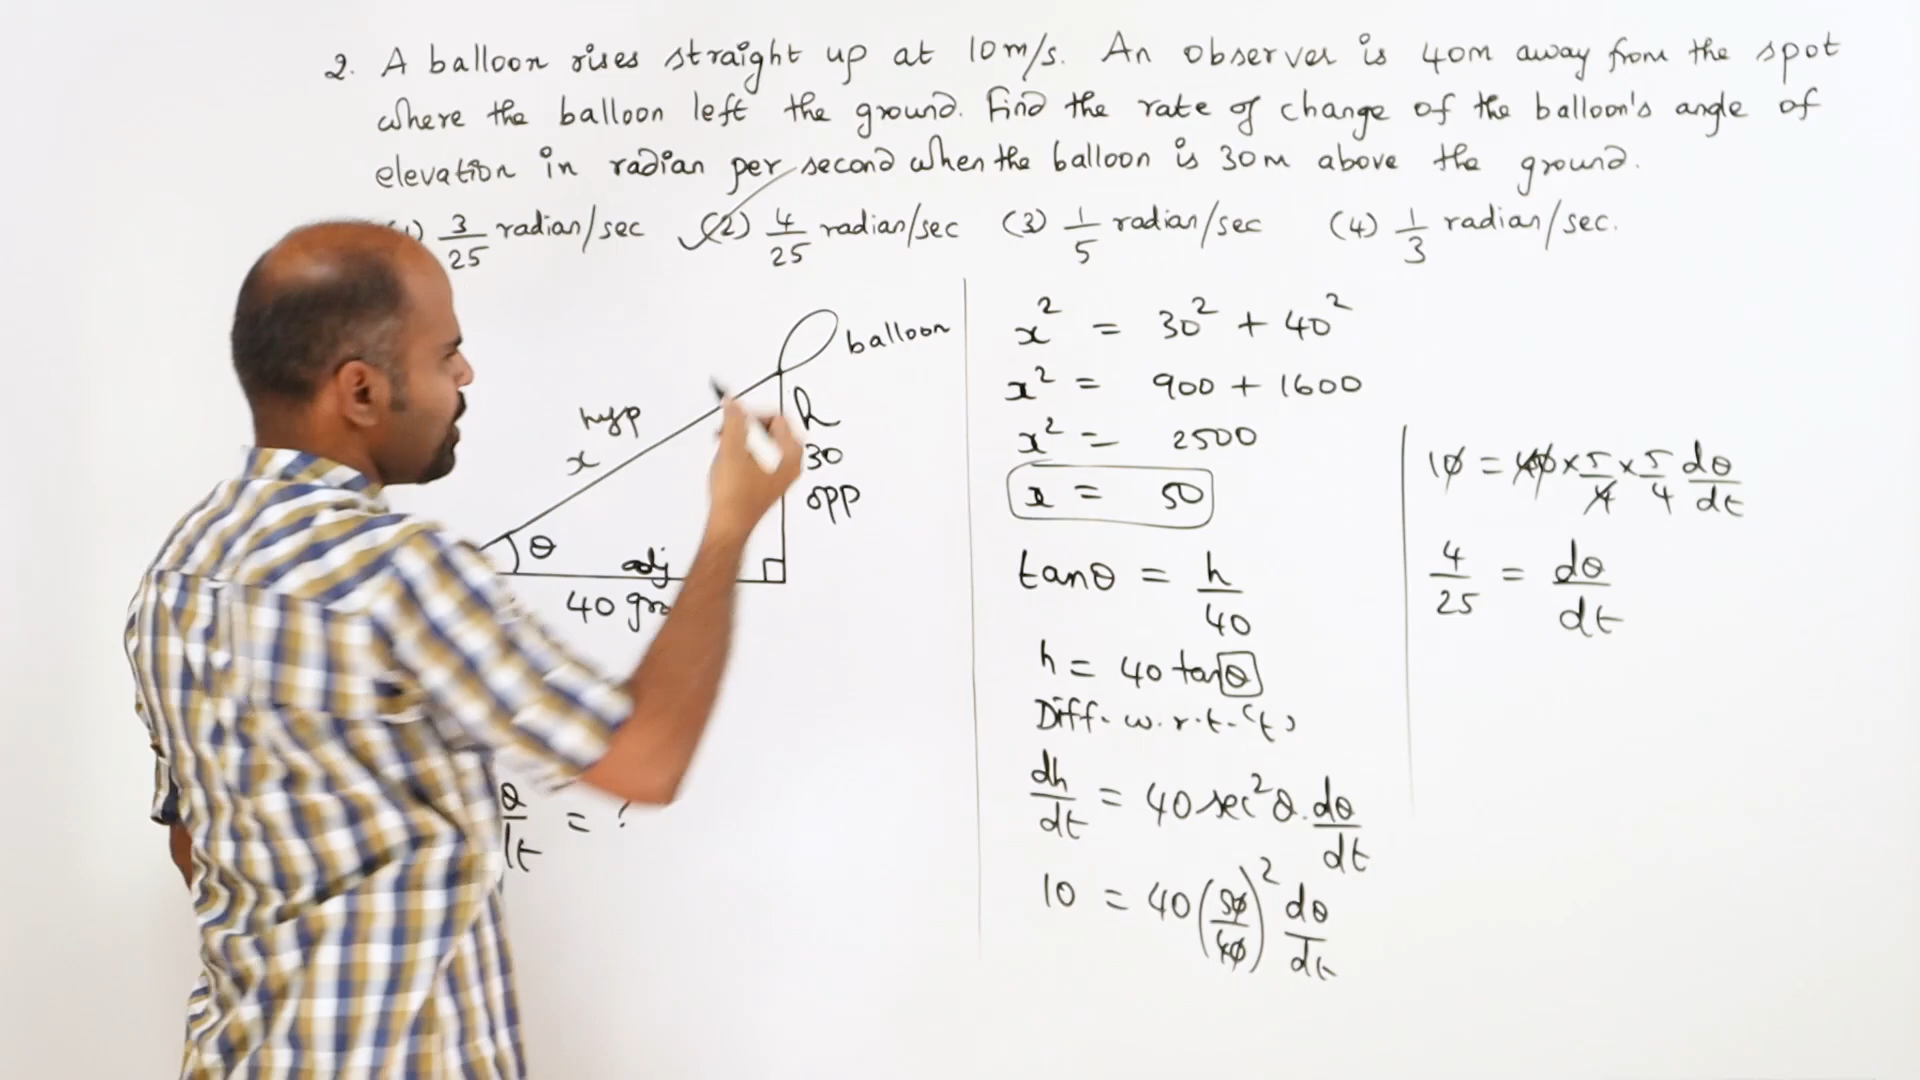 2. A balloon rises straight up at 10m/s. An observer is 40m away from the spot
where the balloon left the ground. Find the rate of change of the balloon's angle of
elevation in radian per second when the balloon is 30m above the ground.
(1) 3/25 radian/sec (2) 4/25 radian/sec (3) 1/5 radian/sec (4) 1/3 radian/sec.
balloon
hyp
x
h
30
opp
θ
adj
40
= ?
x² = 30² + 40²
x² = 900 + 1600
x² = 2500
x = 50
tanθ = h/40
h = 40 tanθ
Diff. w.r.t. 't'
dh/dt = 40 sec²θ . dθ/dt
10 = 40 (50/40)² dθ/dt
10 = 40 × 5/4 × 5/4 dθ/dt
4/25 = dθ/dt